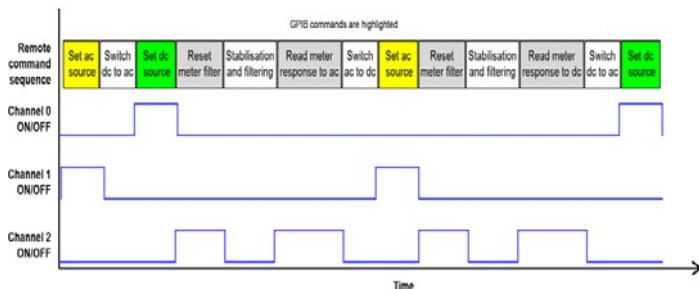 GPIB commands are highlighted
Remote
command
sequence
Set ac
source
Switch
dc to ac
Set dc
source
Reset
meter filter
Stabilisation
and filtering
Read meter
response to ac
Switch
ac to dc
Set ac
source
Reset
meter filter
Stabilisation
and filtering
Read meter
response to dc
Switch
dc to ac
Set dc
source
Channel 0
ON/OFF
Channel 1
ON/OFF
Channel 2
ON/OFF
Time